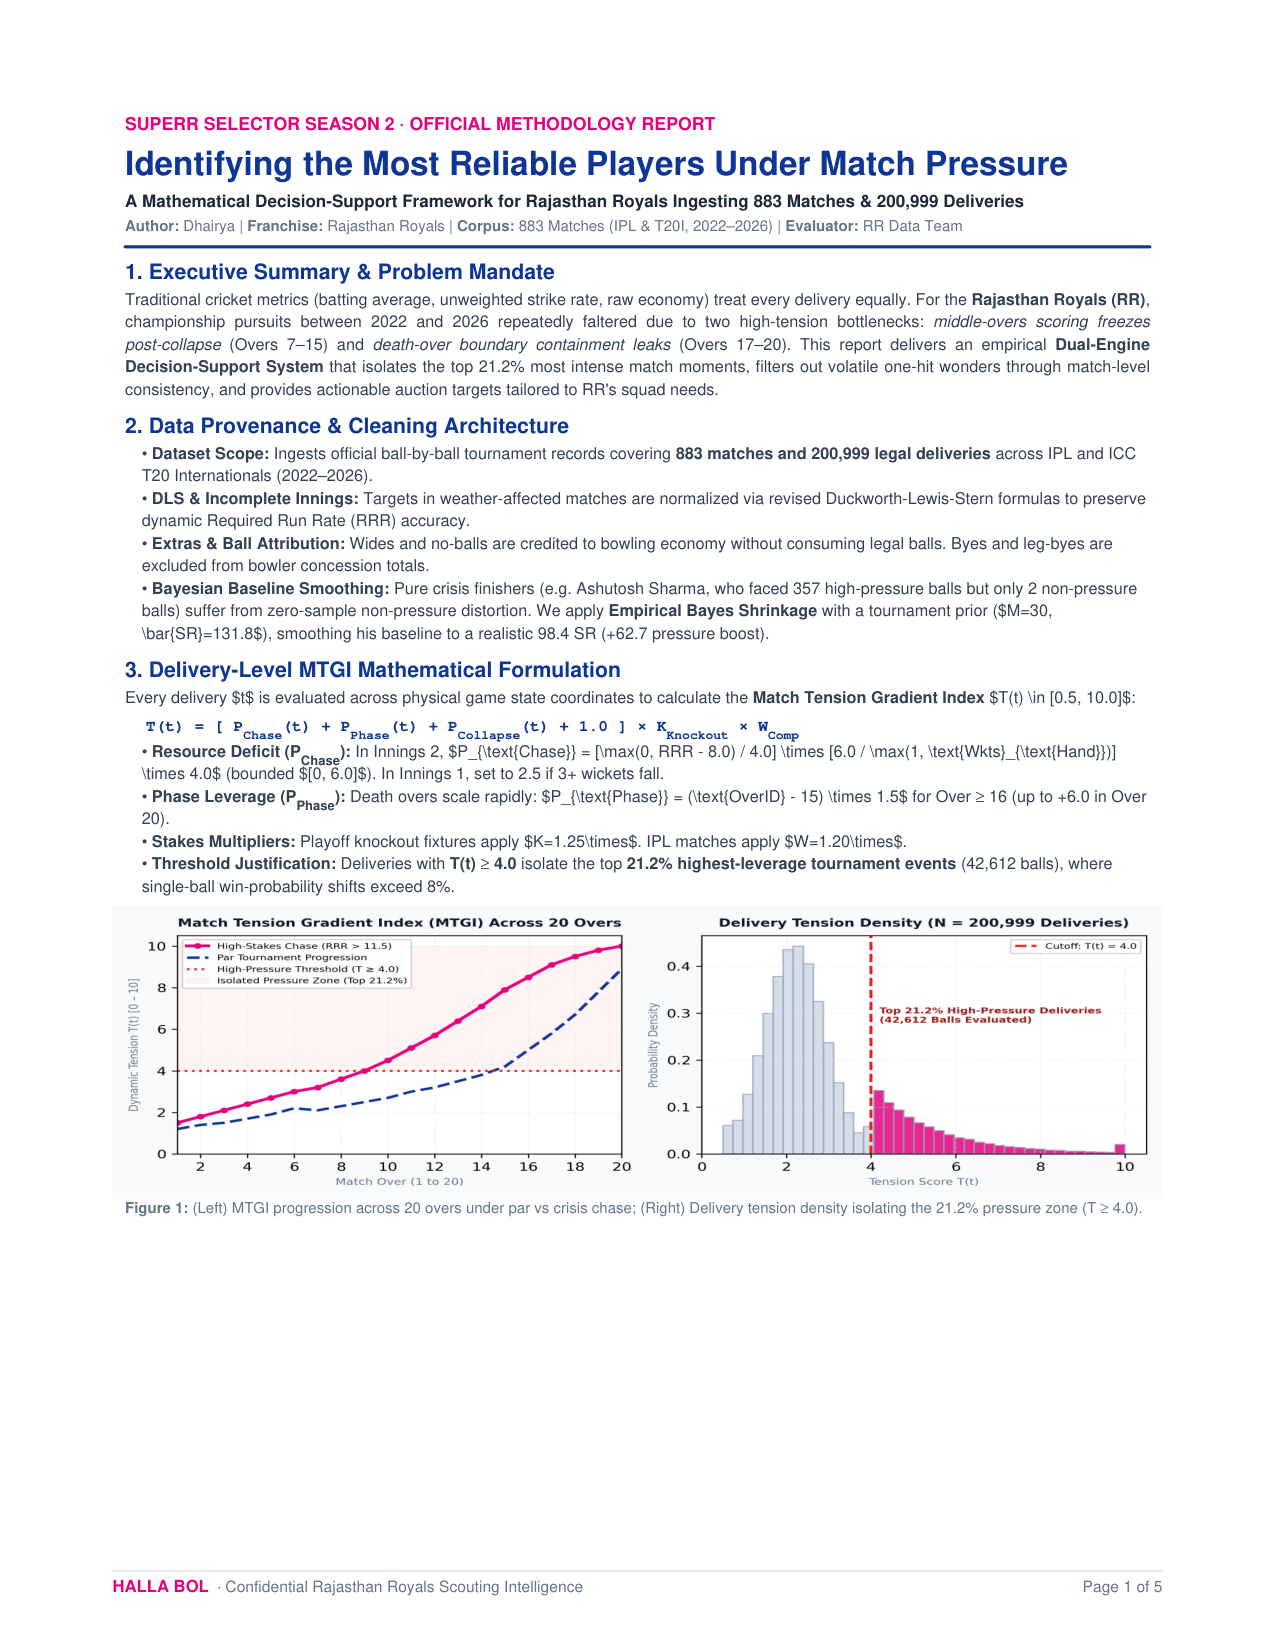 SUPERR SELECTOR SEASON 2 · OFFICIAL METHODOLOGY REPORT
Identifying the Most Reliable Players Under Match Pressure
A Mathematical Decision-Support Framework for Rajasthan Royals Ingesting 883 Matches & 200,999 Deliveries
Author: Dhairya | Franchise: Rajasthan Royals | Corpus: 883 Matches (IPL & T20I, 2022–2026) | Evaluator: RR Data Team
1. Executive Summary & Problem Mandate
Traditional cricket metrics (batting average, unweighted strike rate, raw economy) treat every delivery equally. For the Rajasthan Royals (RR),
championship pursuits between 2022 and 2026 repeatedly faltered due to two high-tension bottlenecks: middle-overs scoring freezes
post-collapse (Overs 7–15) and death-over boundary containment leaks (Overs 17–20). This report delivers an empirical Dual-Engine
Decision-Support System that isolates the top 21.2% most intense match moments, filters out volatile one-hit wonders through match-level
consistency, and provides actionable auction targets tailored to RR's squad needs.
2. Data Provenance & Cleaning Architecture
• Dataset Scope: Ingests official ball-by-ball tournament records covering 883 matches and 200,999 legal deliveries across IPL and ICC
T20 Internationals (2022–2026).
• DLS & Incomplete Innings: Targets in weather-affected matches are normalized via revised Duckworth-Lewis-Stern formulas to preserve
dynamic Required Run Rate (RRR) accuracy.
• Extras & Ball Attribution: Wides and no-balls are credited to bowling economy without consuming legal balls. Byes and leg-byes are
excluded from bowler concession totals.
• Bayesian Baseline Smoothing: Pure crisis finishers (e.g. Ashutosh Sharma, who faced 357 high-pressure balls but only 2 non-pressure
balls) suffer from zero-sample non-pressure distortion. We apply Empirical Bayes Shrinkage with a tournament prior ($M=30,
\bar{SR}=131.8$), smoothing his baseline to a realistic 98.4 SR (+62.7 pressure boost).
3. Delivery-Level MTGI Mathematical Formulation
Every delivery $t$ is evaluated across physical game state coordinates to calculate the Match Tension Gradient Index $T(t) \in [0.5, 10.0]$:
T(t) = [ PChase(t) + PPhase(t) + PCollapse(t) + 1.0 ] × KKnockout × WComp
• Resource Deficit (PChase): In Innings 2, $P_{\text{Chase}} = [\max(0, RRR - 8.0) / 4.0] \times [6.0 / \max(1, \text{Wkts}_{\text{Hand}})]
\times 4.0$ (bounded $[0, 6.0]$). In Innings 1, set to 2.5 if 3+ wickets fall.
• Phase Leverage (PPhase): Death overs scale rapidly: $P_{\text{Phase}} = (\text{OverID} - 15) \times 1.5$ for Over ≥ 16 (up to +6.0 in Over
20).
• Stakes Multipliers: Playoff knockout fixtures apply $K=1.25\times$. IPL matches apply $W=1.20\times$.
• Threshold Justification: Deliveries with T(t) ≥ 4.0 isolate the top 21.2% highest-leverage tournament events (42,612 balls), where
single-ball win-probability shifts exceed 8%.
Match Tension Gradient Index (MTGI) Across 20 Overs
High-Stakes Chase (RRR > 11.5)
Par Tournament Progression
High-Pressure Threshold (T ≥ 4.0)
Isolated Pressure Zone (Top 21.2%)
Dynamic Tension T(t) [0 - 10]
10
8
6
4
2
0
2 4 6 8 10 12 14 16 18 20
Match Over (1 to 20)
Delivery Tension Density (N = 200,999 Deliveries)
Cutoff: T(t) = 4.0
Top 21.2% High-Pressure Deliveries
(42,612 Balls Evaluated)
Probability Density
0.4
0.3
0.2
0.1
0.0
0 2 4 6 8 10
Tension Score T(t)
Figure 1: (Left) MTGI progression across 20 overs under par vs crisis chase; (Right) Delivery tension density isolating the 21.2% pressure zone (T ≥ 4.0).
HALLA BOL · Confidential Rajasthan Royals Scouting Intelligence
Page 1 of 5